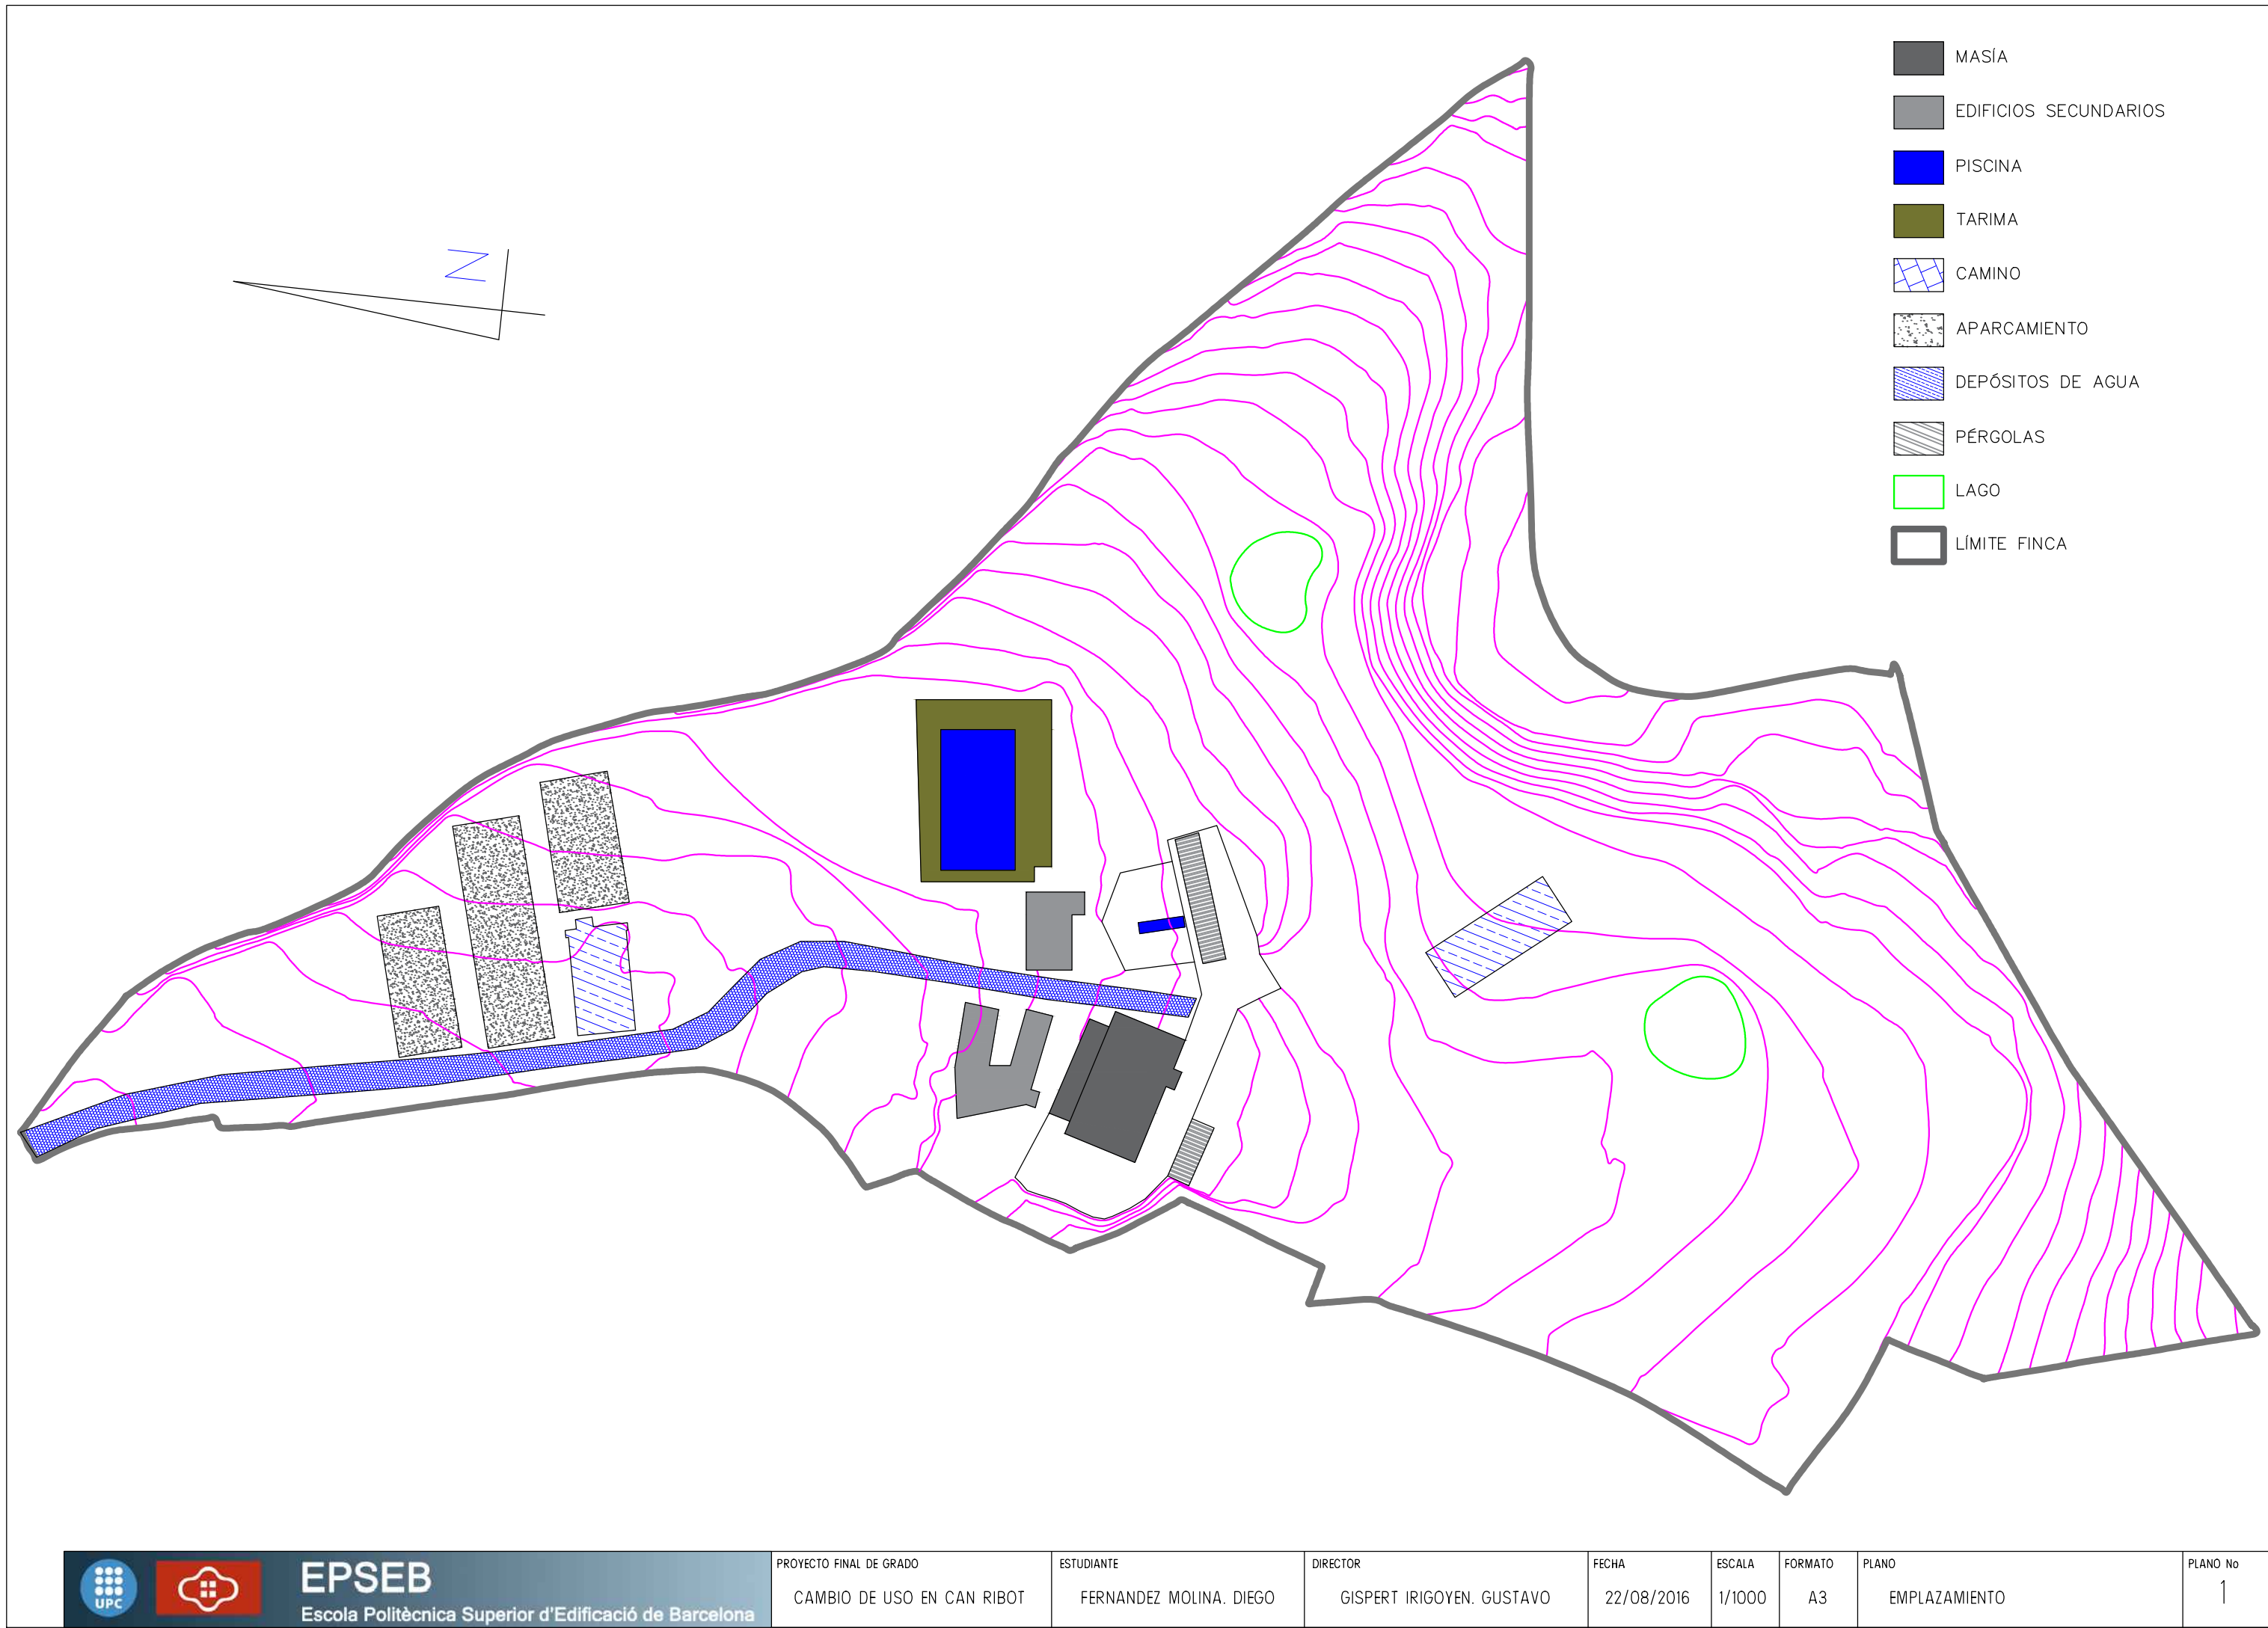 MASÍA
EDIFICIOS SECUNDARIOS
PISCINA
TARIMA
CAMINO
APARCAMIENTO
DEPÓSITOS DE AGUA
PÉRGOLAS
LAGO
LÍMITE FINCA
N
UPC
EPSEB
Escola Politècnica Superior d'Edificació de Barcelona
PROYECTO FINAL DE GRADO
CAMBIO DE USO EN CAN RIBOT
ESTUDIANTE
FERNANDEZ MOLINA. DIEGO
DIRECTOR
GISPERT IRIGOYEN. GUSTAVO
FECHA
22/08/2016
ESCALA
1/1000
FORMATO
A3
PLANO
EMPLAZAMIENTO
PLANO No
1